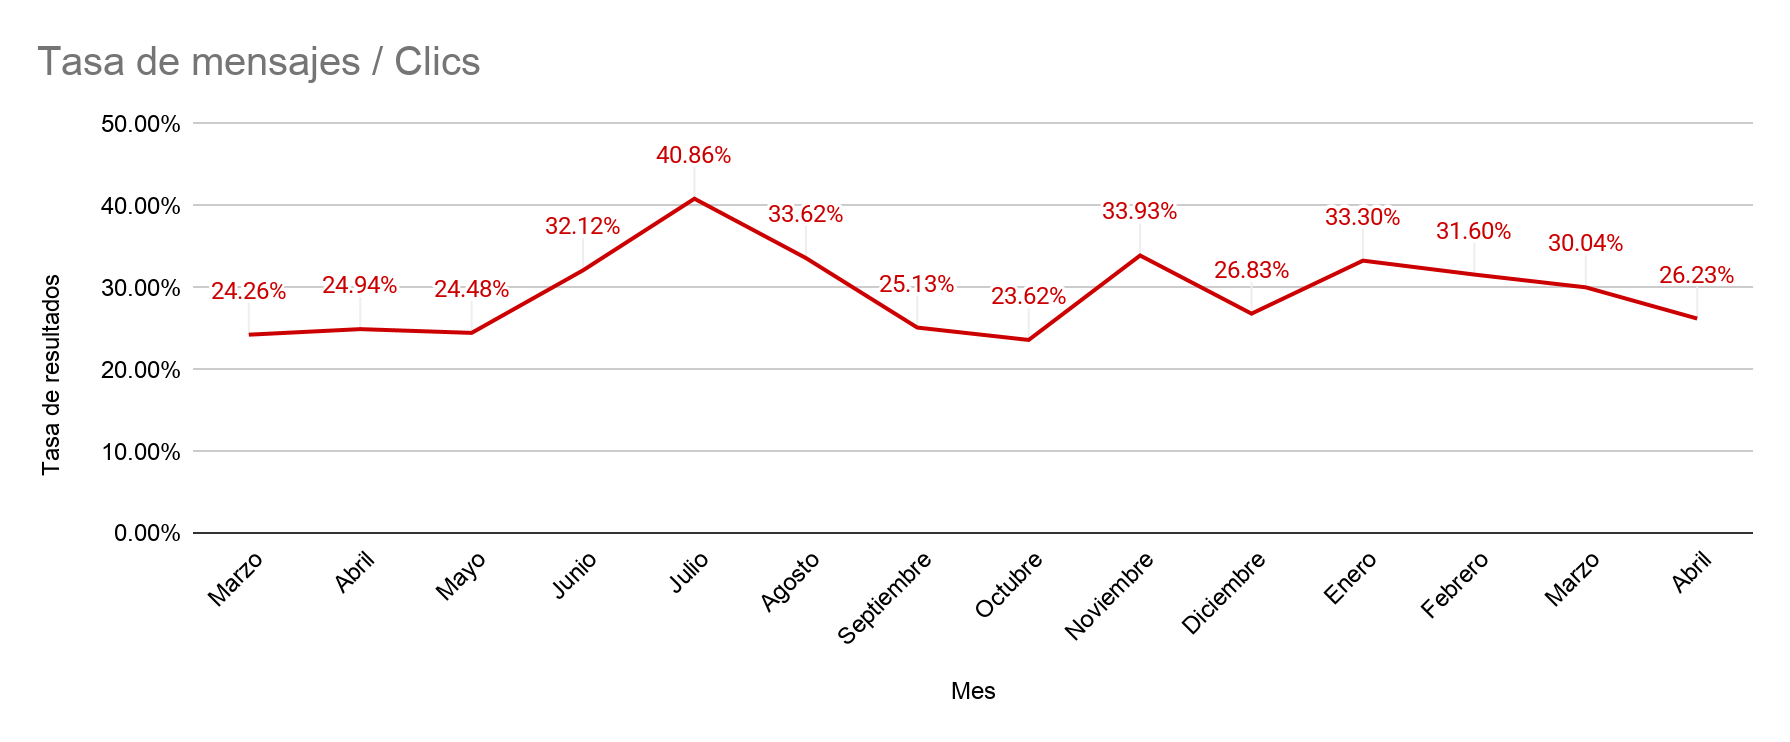 Tasa de mensajes / Clics
50.00%
40.00%
30.00%
20.00%
10.00%
0.00%
Tasa de resultados
24.26%
24.94%
24.48%
32.12%
40.86%
33.62%
25.13%
23.62%
33.93%
26.83%
33.30%
31.60%
30.04%
26.23%
Marzo
Abril
Mayo
Junio
Julio
Agosto
Septiembre
Octubre
Noviembre
Diciembre
Enero
Febrero
Marzo
Abril
Mes